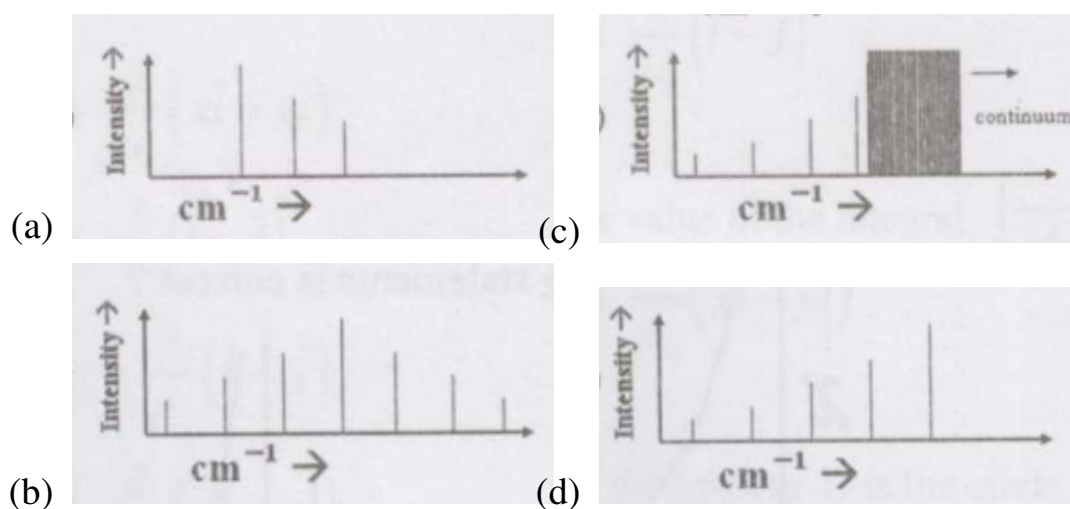 Intensity →
cm⁻¹ →
(a)
Intensity →
continuum
cm⁻¹ →
(c)
Intensity →
cm⁻¹ →
(b)
Intensity →
cm⁻¹ →
(d)